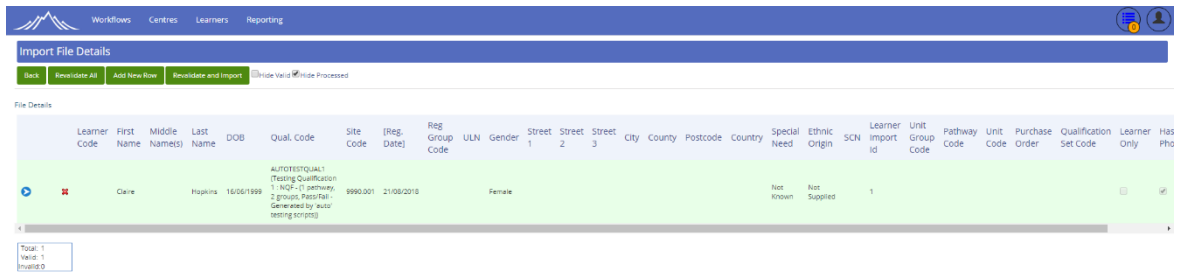 Workflows Centres Learners Reporting
0
Import File Details
Back Revalidate All Add New Row Revalidate and Import Hide Valid Hide Processed
File Details
Learner Code First Name Middle Name(s) Last Name DOB Qual. Code Site Code [Reg. Date] Reg Group Code ULN Gender Street 1 Street 2 Street 3 City County Postcode Country Special Need Ethnic Origin SCN Learner Import Id Unit Group Code Pathway Code Unit Code Purchase Order Qualification Set Code Learner Only Has Pho
Claire Hopkins 16/06/1999 AUTOTESTQUAL1 (Testing Qualification 1 : NQF - (1 pathway, 2 groups, Pass/Fail - Generated by 'auto' testing scripts)) 9990.001 21/08/2018 Female Not Known Not Supplied 1
Total: 1
Valid: 1
Invalid:0